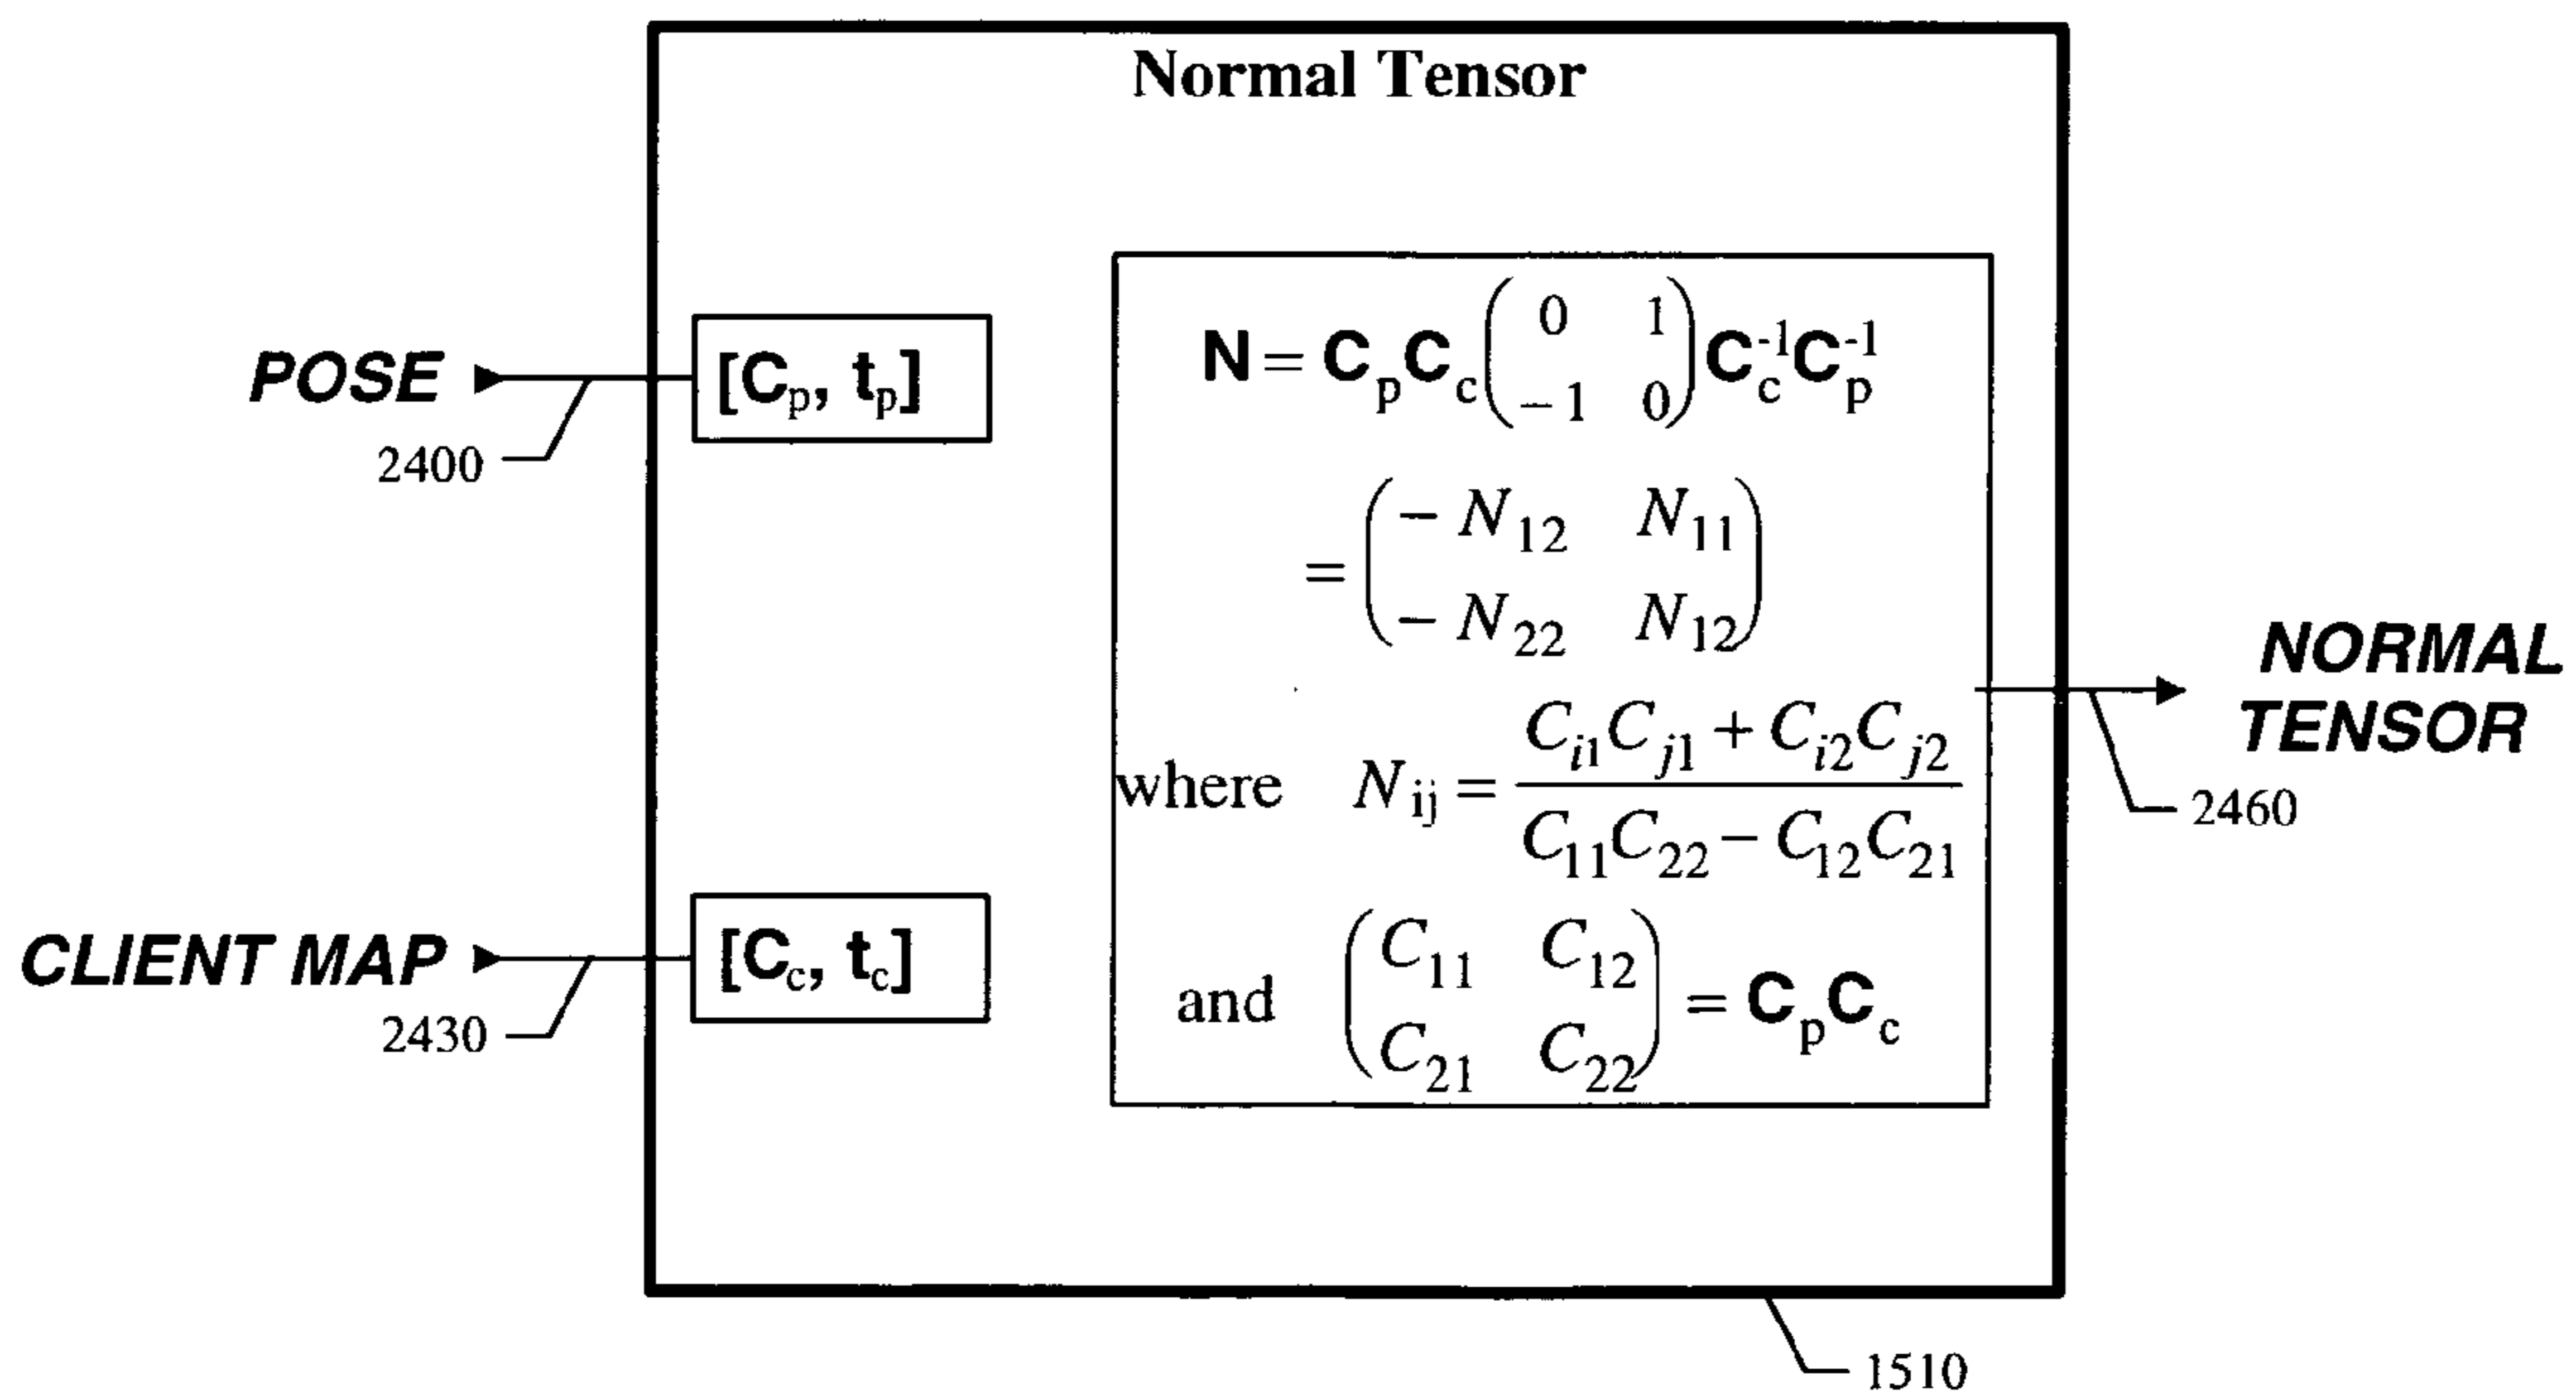 Normal Tensor
POSE
2400
[Cp, tp]
CLIENT MAP
2430
[Cc, tc]
N = CpCc ( 0 1 ) Cc^-1 Cp^-1
( −1 0 )
= ( − N12 N11 )
( − N22 N12 )
where Nij = Ci1Cj1 + Ci2Cj2
C11C22 − C12C21
and ( C11 C12 ) = CpCc
( C21 C22 )
NORMAL
TENSOR
2460
1510